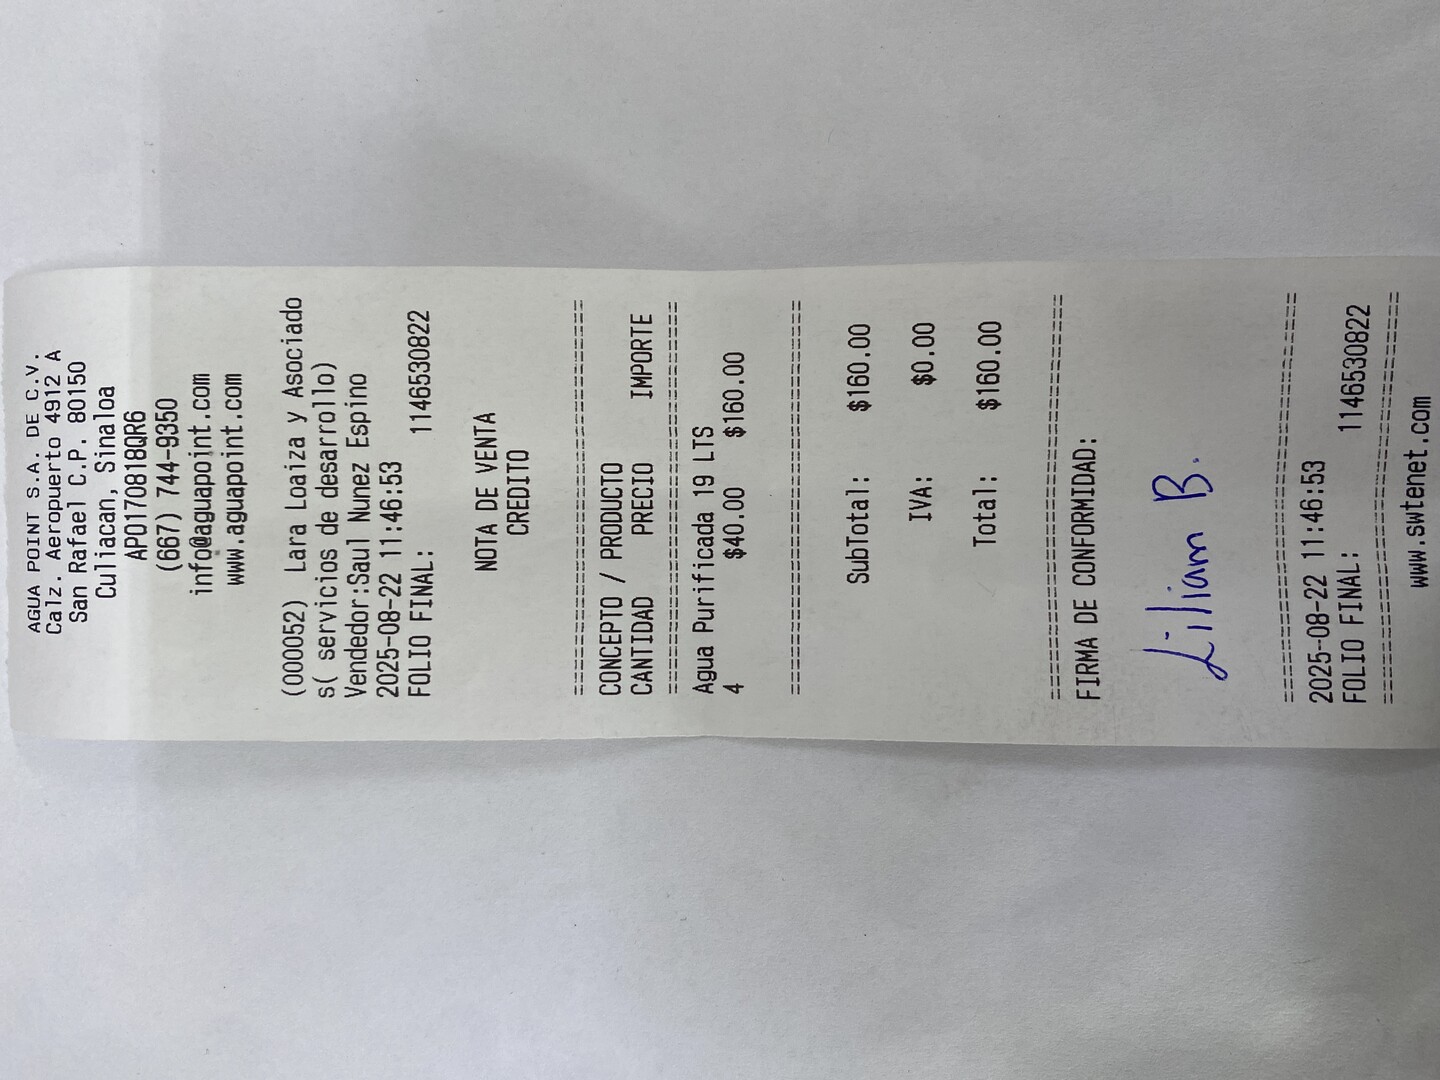 AGUA POINT S.A. DE C.V.
Calz. Aeropuerto 4912 A
San Rafael C.P. 80150
Culiacan, Sinaloa
APO170818QR6
(667) 744-9350
info@aguapoint.com
www.aguapoint.com
(000052) Lara Loaiza y Asociado
s( servicios de desarrollo)
Vendedor:Saul Nunez Espino
2025-08-22 11:46:53
FOLIO FINAL: 1146530822
NOTA DE VENTA
CREDITO
===============================
CONCEPTO / PRODUCTO
CANTIDAD PRECIO IMPORTE
===============================
Agua Purificada 19 LTS
4 $40.00 $160.00
===============================
SubTotal: $160.00
IVA: $0.00
Total: $160.00
===============================
FIRMA DE CONFORMIDAD:
Liliam B.
===============================
2025-08-22 11:46:53
FOLIO FINAL: 1146530822
===============================
www.swtenet.com